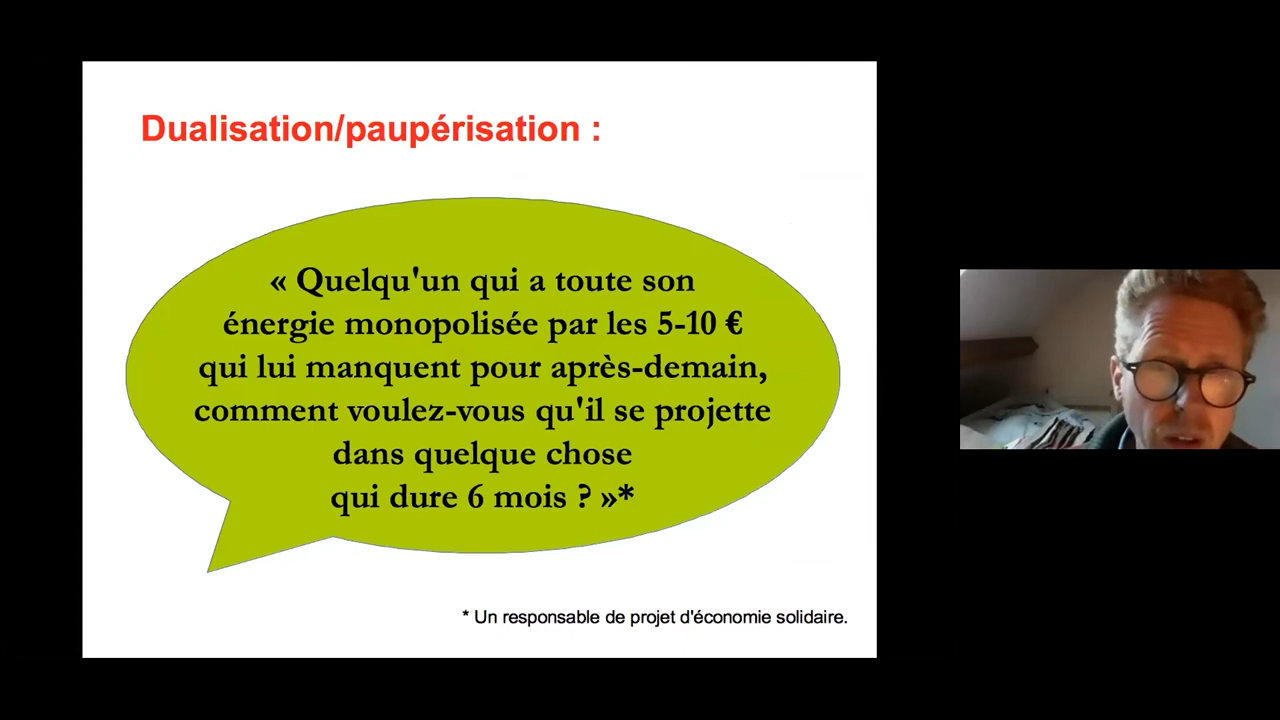 Dualisation/paupérisation :
« Quelqu'un qui a toute son
énergie monopolisée par les 5-10 €
qui lui manquent pour après-demain,
comment voulez-vous qu'il se projette
dans quelque chose
qui dure 6 mois ? »*
* Un responsable de projet d'économie solidaire.